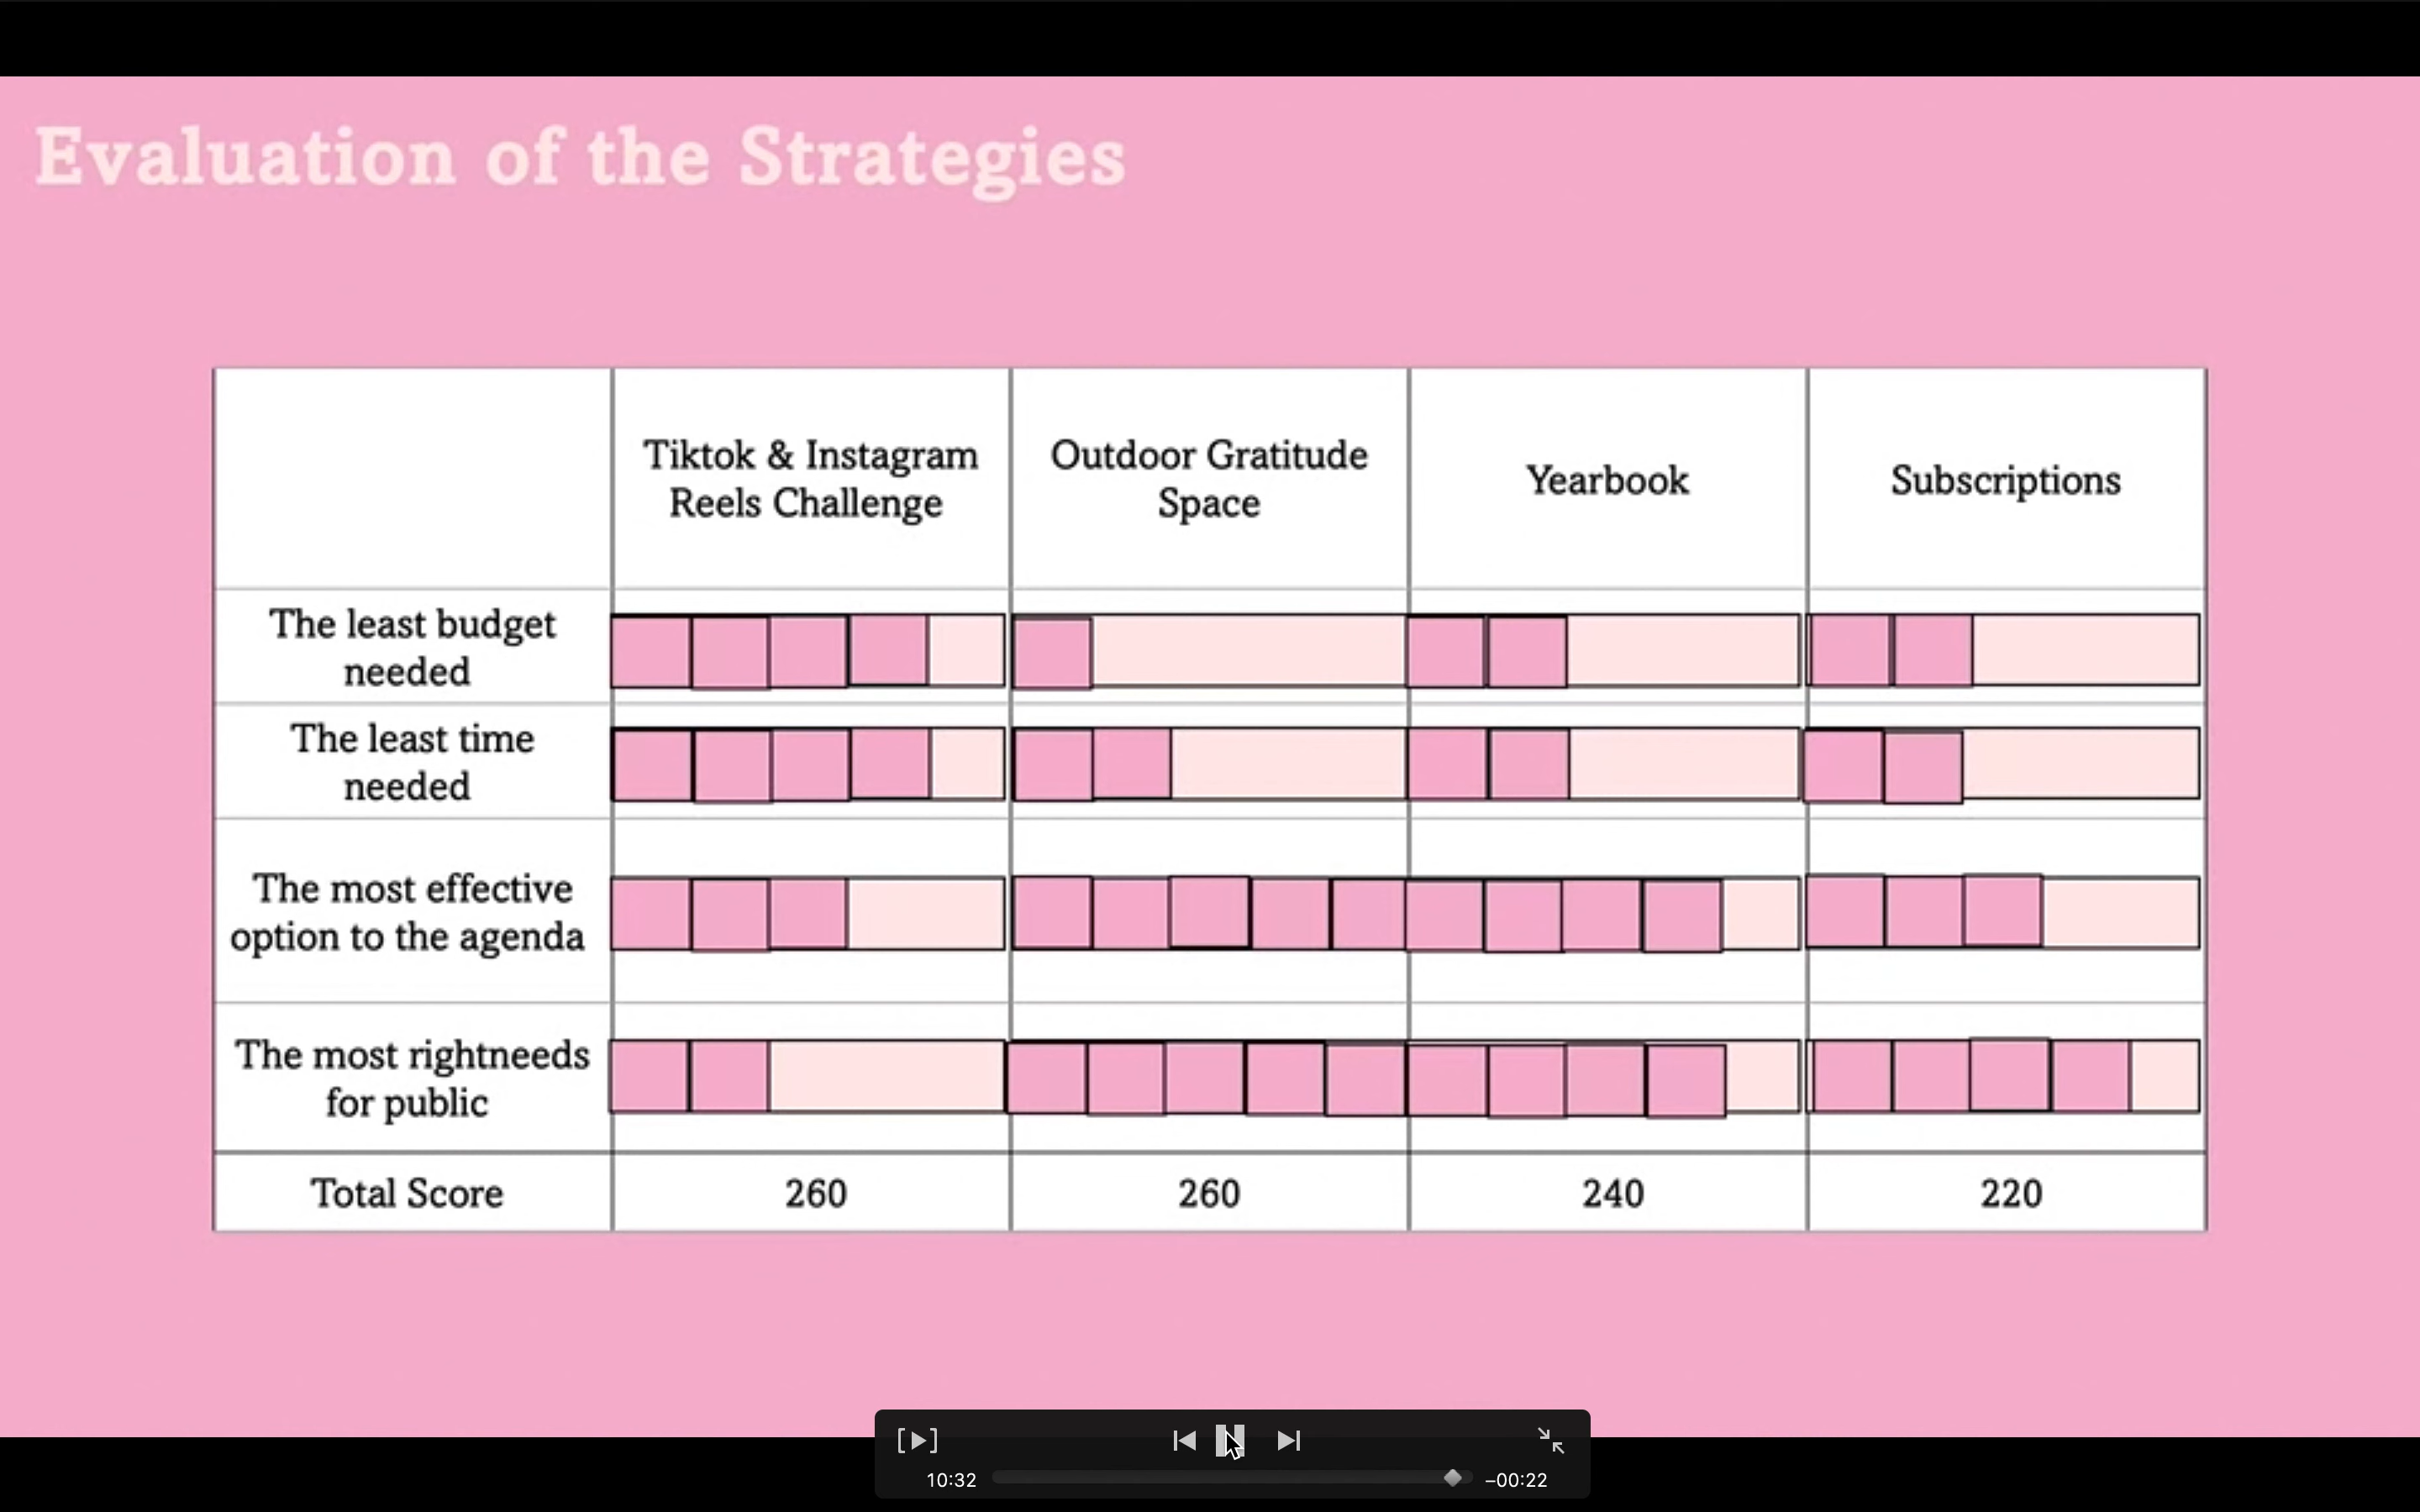 Evaluation of the Strategies
Tiktok & Instagram
Reels Challenge
Outdoor Gratitude
Space
Yearbook
Subscriptions
The least budget
needed
The least time
needed
The most effective
option to the agenda
The most rightneeds
for public
Total Score
260
260
240
220
10:32
–00:22